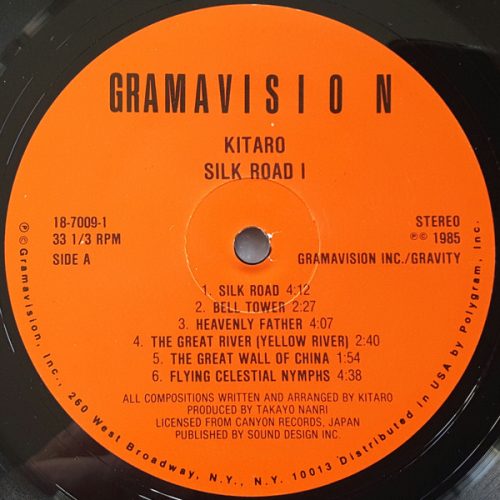 GRAMAVISION
KITARO
SILK ROAD I
18-7009-1
33 1/3 RPM
SIDE A
STEREO
℗© 1985
GRAMAVISION INC./GRAVITY
1. SILK ROAD 4:12
2. BELL TOWER 2:27
3. HEAVENLY FATHER 4:07
4. THE GREAT RIVER (YELLOW RIVER) 2:40
5. THE GREAT WALL OF CHINA 1:54
6. FLYING CELESTIAL NYMPHS 4:38
ALL COMPOSITIONS WRITTEN AND ARRANGED BY KITARO
PRODUCED BY TAKAYO NANRI
LICENSED FROM CANYON RECORDS, JAPAN
PUBLISHED BY SOUND DESIGN INC.
℗© Gramavision, Inc., 260 West Broadway, N.Y., N.Y. 10013 Distributed in USA by Polygram, Inc.